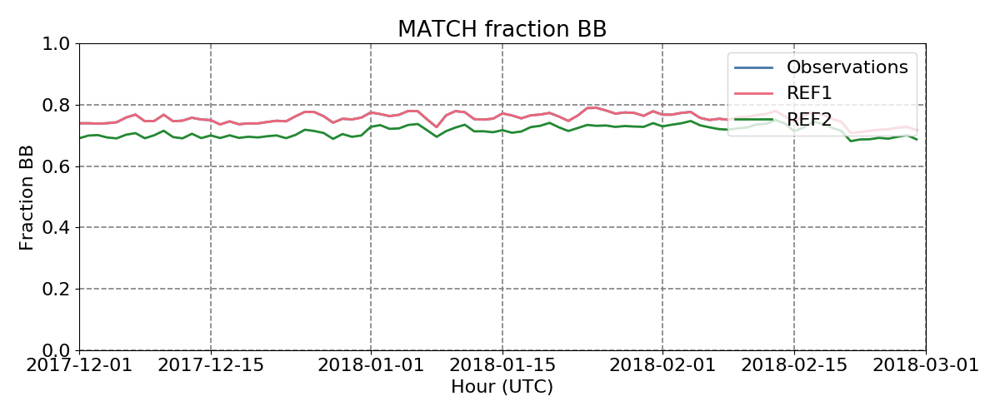 MATCH fraction BB
1.0
0.8
0.6
0.4
0.2
0.0
Fraction BB
Observations
REF1
REF2
2017-12-01
2017-12-15
2018-01-01
2018-01-15
2018-02-01
2018-02-15
2018-03-01
Hour (UTC)